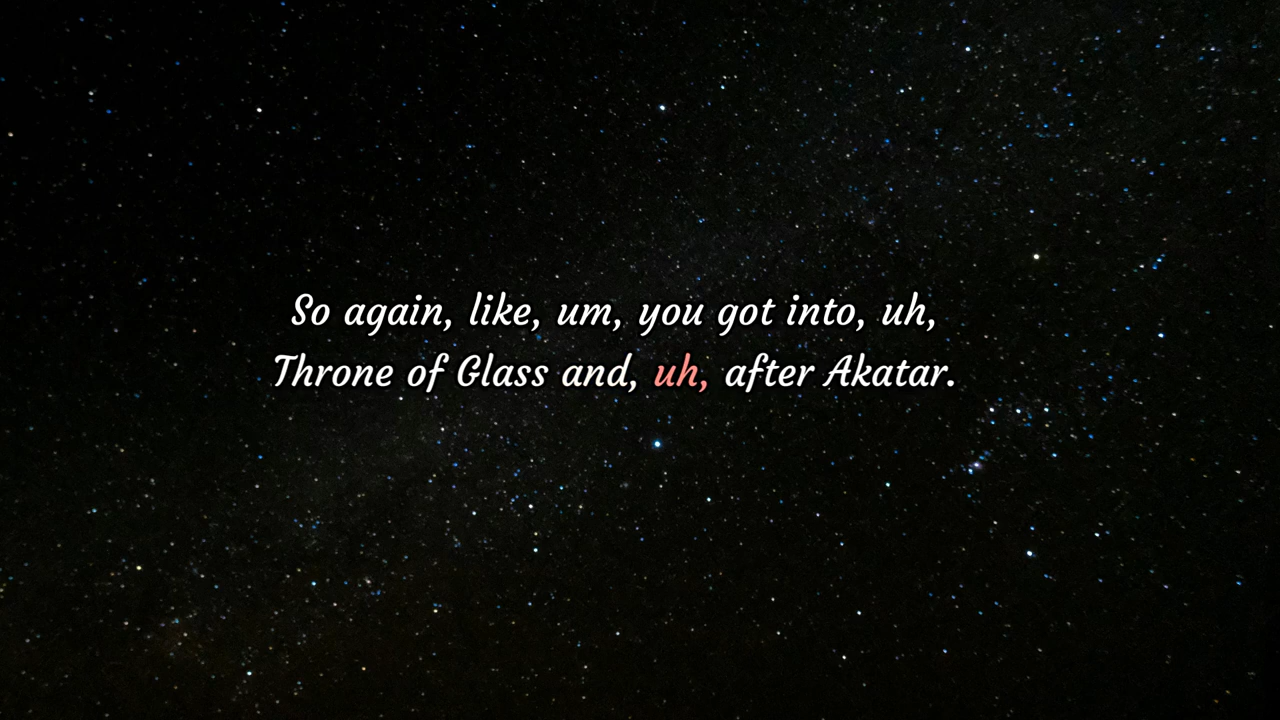 So again, like, um, you got into, uh,
Throne of Glass and, uh, after Akatar.